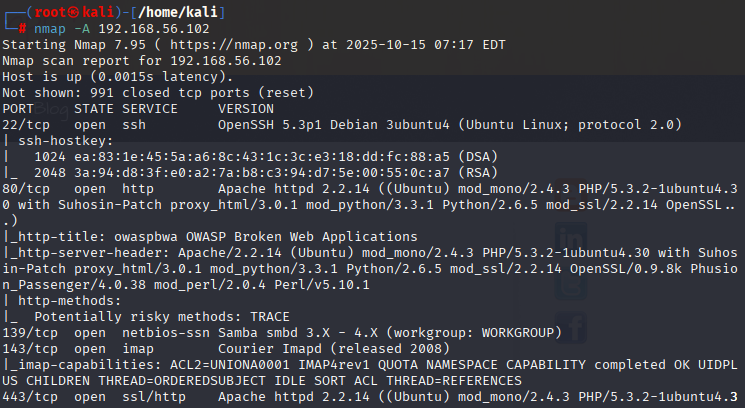 ┌──(root㉿kali)-[/home/kali]
└─# nmap -A 192.168.56.102
Starting Nmap 7.95 ( https://nmap.org ) at 2025-10-15 07:17 EDT
Nmap scan report for 192.168.56.102
Host is up (0.0015s latency).
Not shown: 991 closed tcp ports (reset)
PORT    STATE SERVICE     VERSION
22/tcp  open  ssh         OpenSSH 5.3p1 Debian 3ubuntu4 (Ubuntu Linux; protocol 2.0)
| ssh-hostkey:
|   1024 ea:83:1e:45:5a:a6:8c:43:1c:3c:e3:18:dd:fc:88:a5 (DSA)
|_  2048 3a:94:d8:3f:e0:a2:7a:b8:c3:94:d7:5e:00:55:0c:a7 (RSA)
80/tcp  open  http        Apache httpd 2.2.14 ((Ubuntu) mod_mono/2.4.3 PHP/5.3.2-1ubuntu4.3
0 with Suhosin-Patch proxy_html/3.0.1 mod_python/3.3.1 Python/2.6.5 mod_ssl/2.2.14 OpenSSL..
.)
|_http-title: owaspbwa OWASP Broken Web Applications
|_http-server-header: Apache/2.2.14 (Ubuntu) mod_mono/2.4.3 PHP/5.3.2-1ubuntu4.30 with Suhos
in-Patch proxy_html/3.0.1 mod_python/3.3.1 Python/2.6.5 mod_ssl/2.2.14 OpenSSL/0.9.8k Phusio
n_Passenger/4.0.38 mod_perl/2.0.4 Perl/v5.10.1
| http-methods:
|_  Potentially risky methods: TRACE
139/tcp open  netbios-ssn Samba smbd 3.X - 4.X (workgroup: WORKGROUP)
143/tcp open  imap        Courier Imapd (released 2008)
|_imap-capabilities: ACL2=UNIONA0001 IMAP4rev1 QUOTA NAMESPACE CAPABILITY completed OK UIDPL
US CHILDREN THREAD=ORDEREDSUBJECT IDLE SORT ACL THREAD=REFERENCES
443/tcp open  ssl/http    Apache httpd 2.2.14 ((Ubuntu) mod_mono/2.4.3 PHP/5.3.2-1ubuntu4.3
Blog